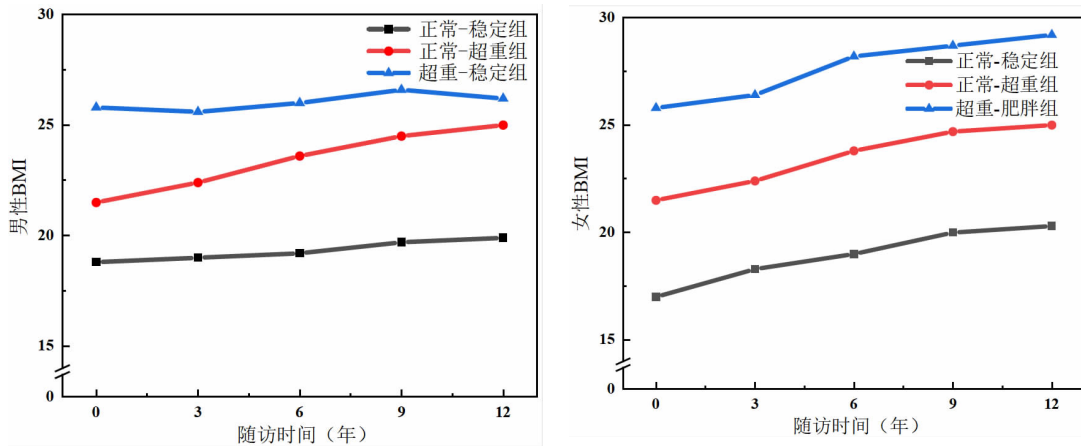 男性BMI
30
25
20
15
0
正常-稳定组
正常-超重组
超重-稳定组
0 3 6 9 12
随访时间（年）
女性BMI
30
25
20
15
0
正常-稳定组
正常-超重组
超重-肥胖组
0 3 6 9 12
随访时间（年）